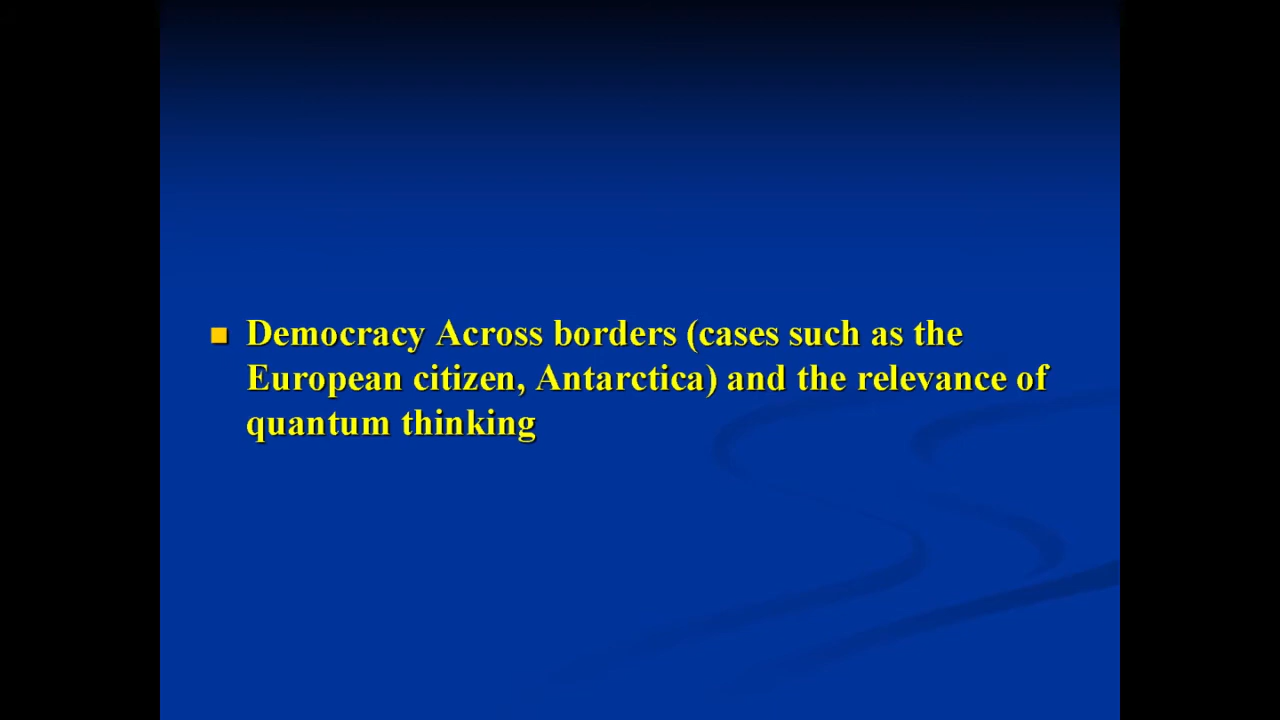 Democracy Across borders (cases such as the
European citizen, Antarctica) and the relevance of
quantum thinking